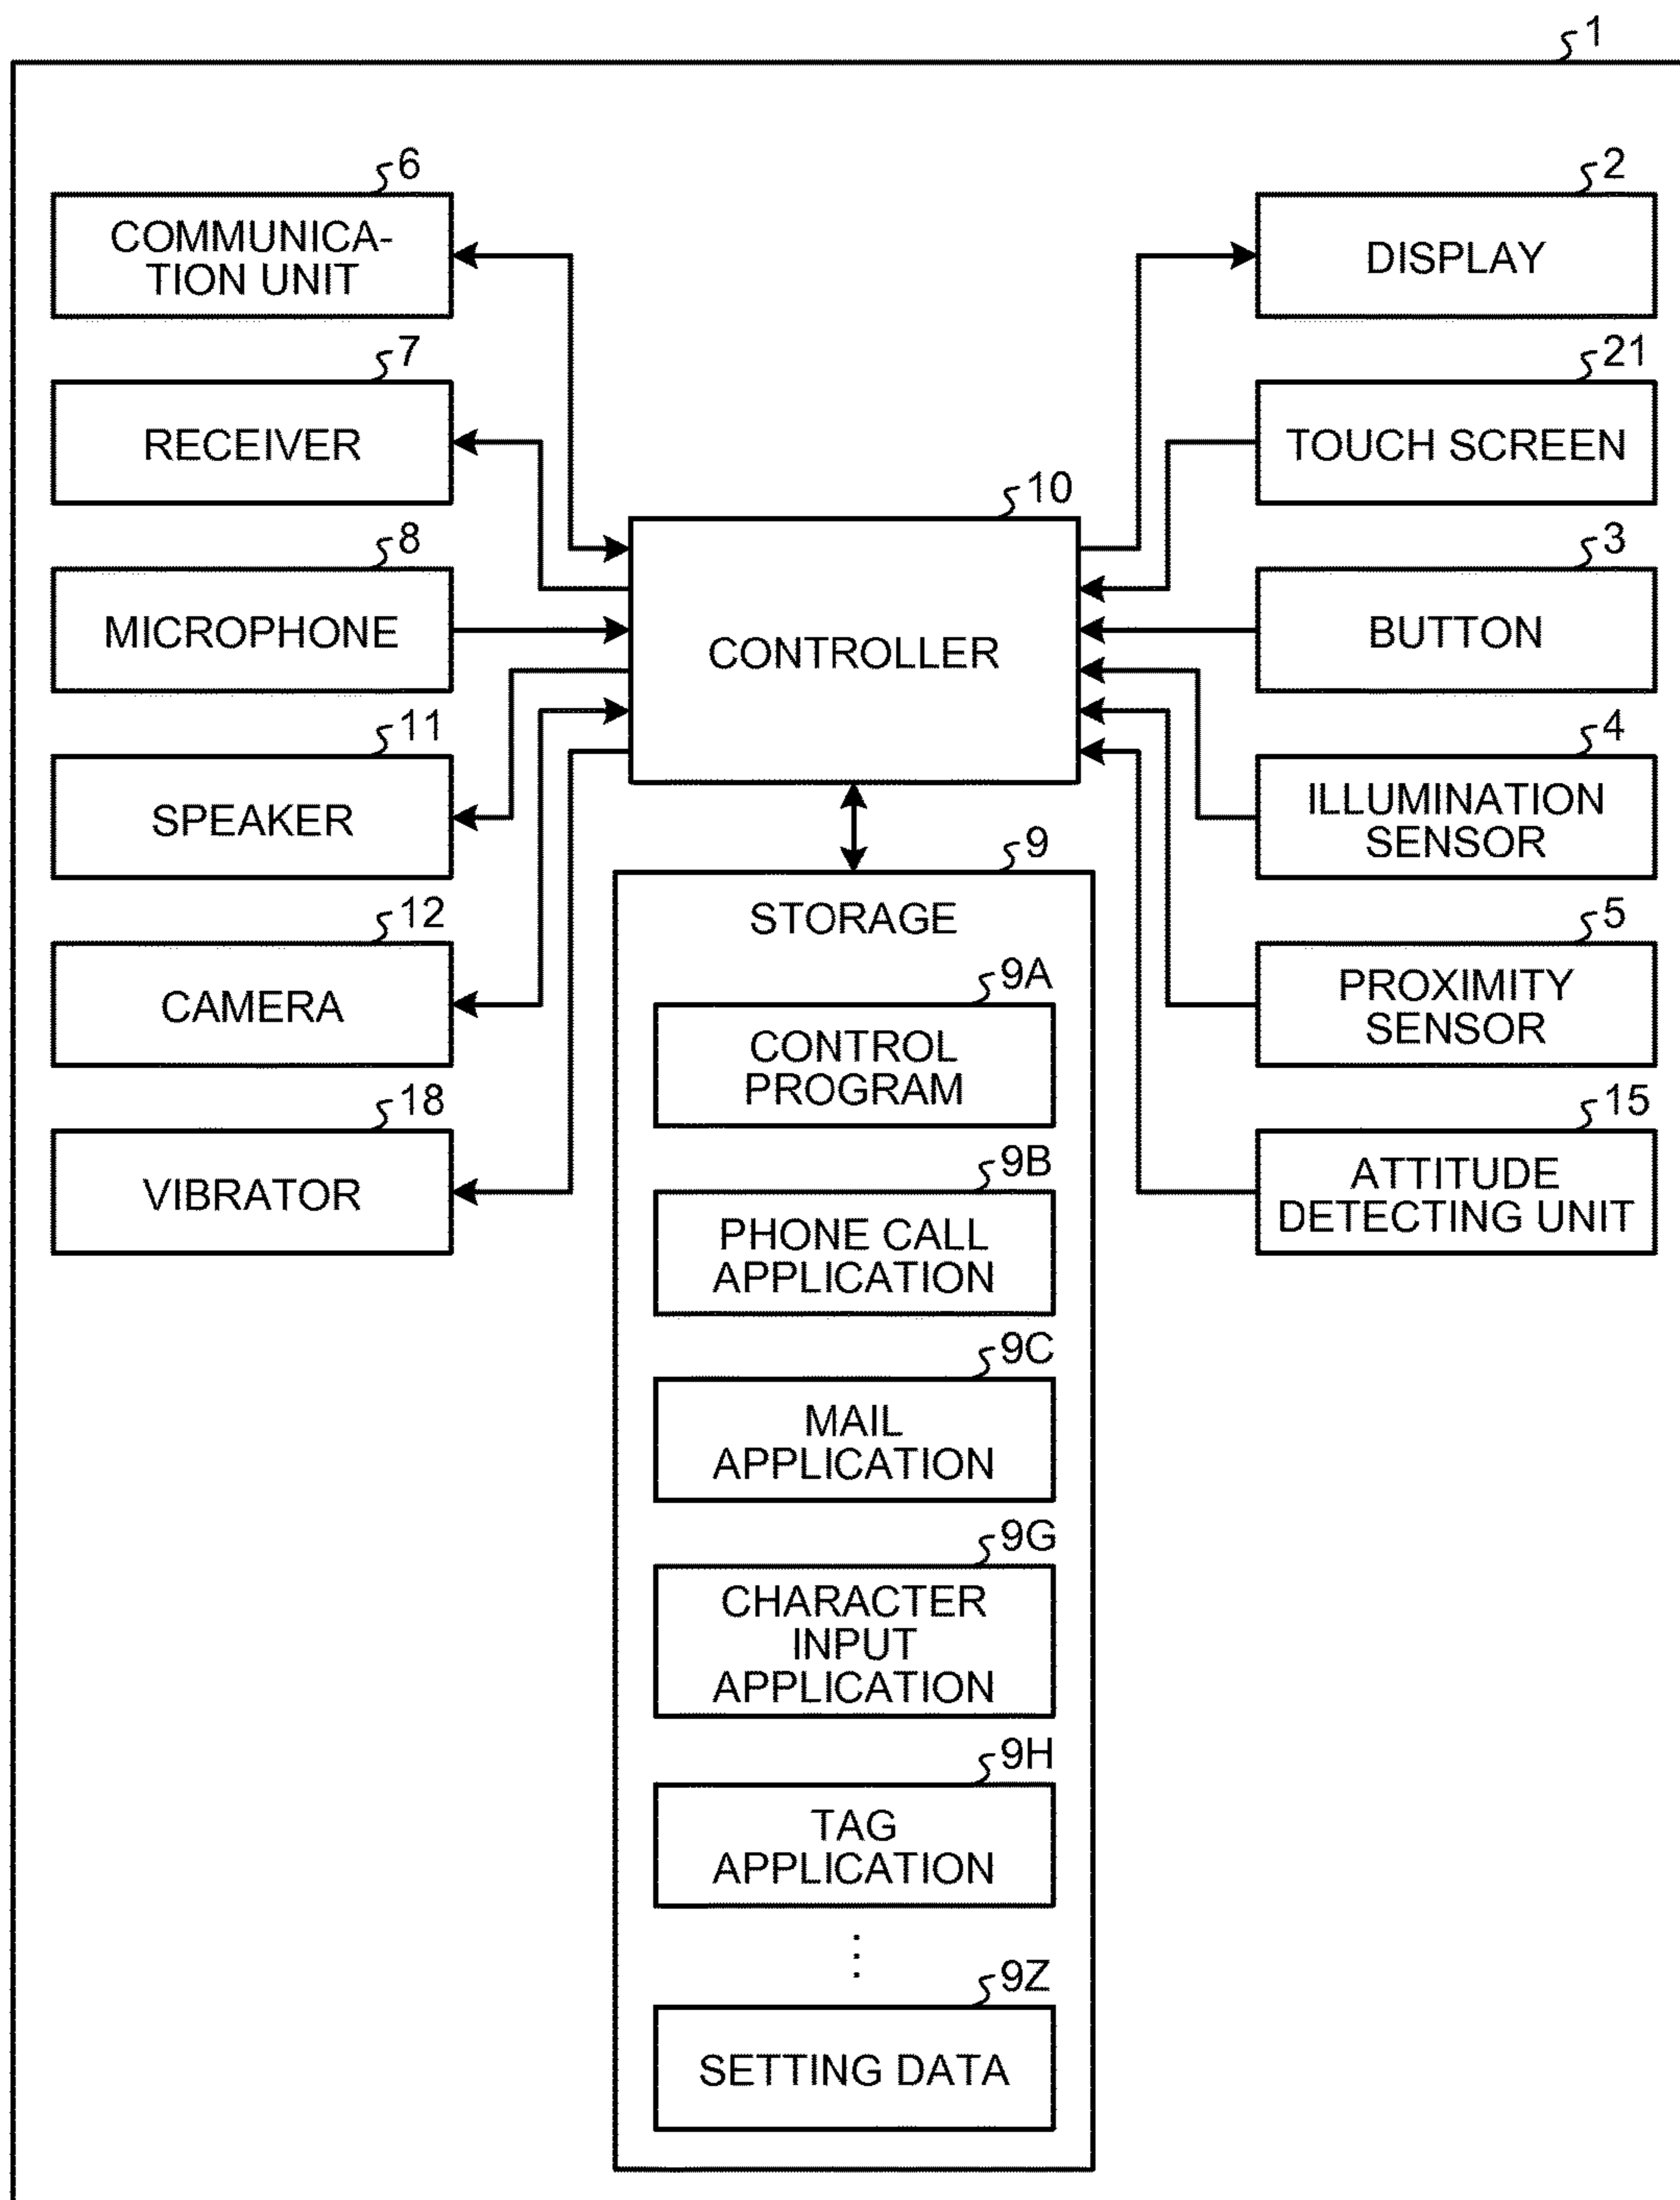 1
6
COMMUNICA-
TION UNIT
7
RECEIVER
8
MICROPHONE
11
SPEAKER
12
CAMERA
18
VIBRATOR
10
CONTROLLER
9
STORAGE
9A
CONTROL
PROGRAM
9B
PHONE CALL
APPLICATION
9C
MAIL
APPLICATION
9G
CHARACTER
INPUT
APPLICATION
9H
TAG
APPLICATION
⋮
9Z
SETTING DATA
2
DISPLAY
21
TOUCH SCREEN
3
BUTTON
4
ILLUMINATION
SENSOR
5
PROXIMITY
SENSOR
15
ATTITUDE
DETECTING UNIT